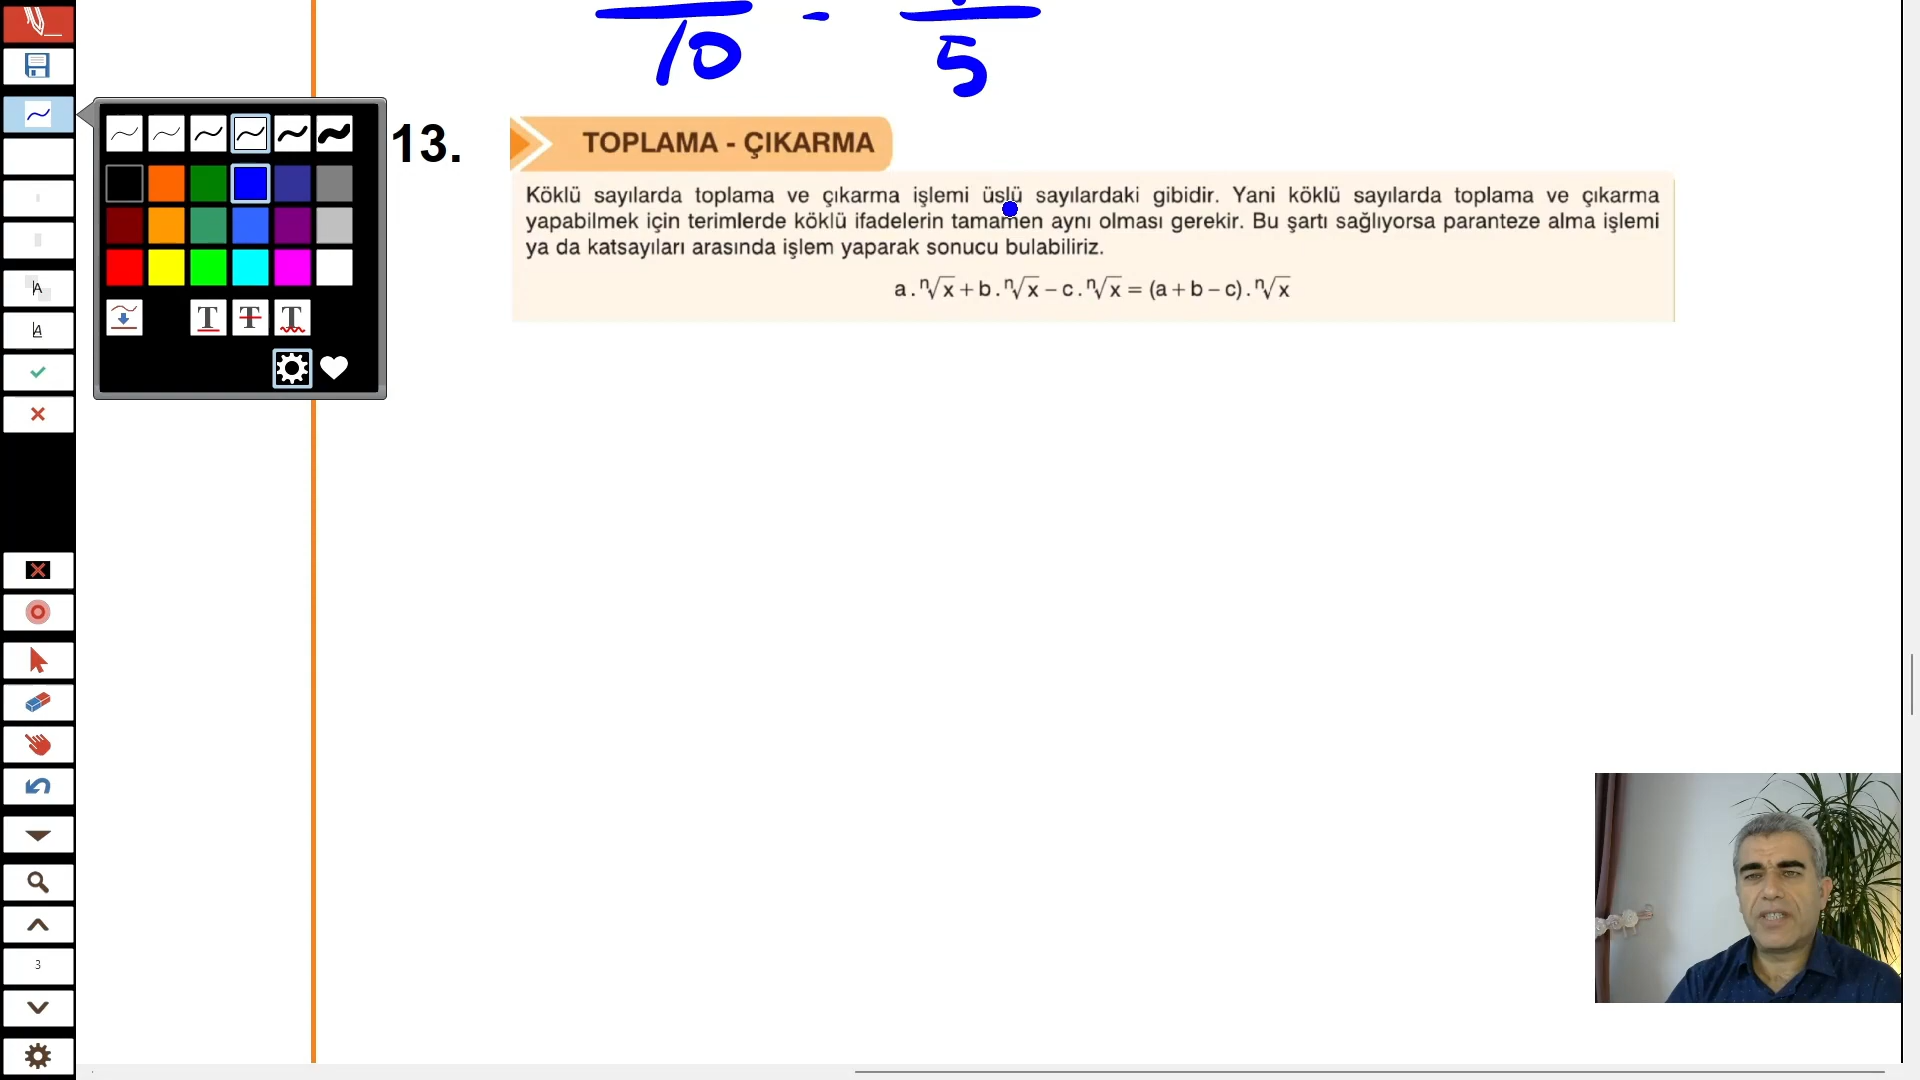 10 = 5
13.
TOPLAMA - ÇIKARMA
Köklü sayılarda toplama ve çıkarma işlemi üslü sayılardaki gibidir. Yani köklü sayılarda toplama ve çıkarma
yapabilmek için terimlerde köklü ifadelerin tamamen aynı olması gerekir. Bu şartı sağlıyorsa paranteze alma işlemi
ya da katsayıları arasında işlem yaparak sonucu bulabiliriz.
a.ⁿ√x + b.ⁿ√x − c.ⁿ√x = (a + b − c).ⁿ√x
T T T
A
A
3